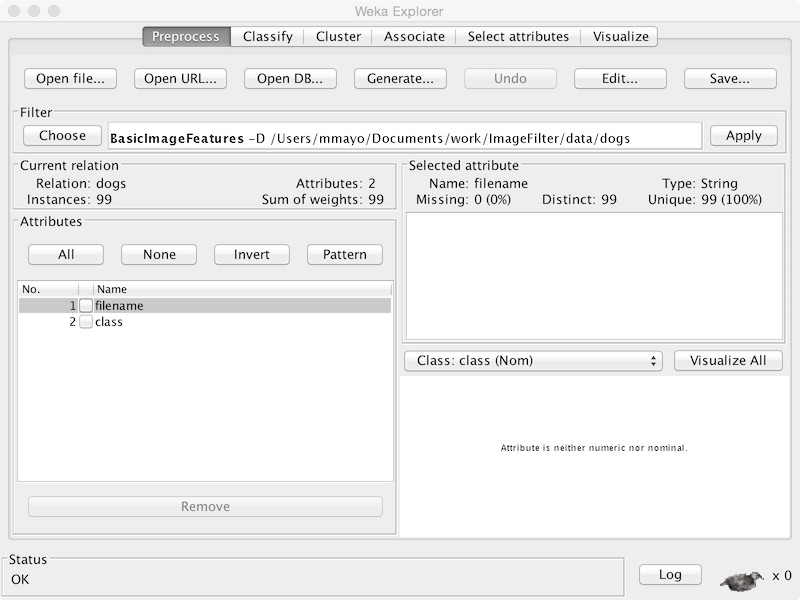 Weka Explorer
Preprocess Classify Cluster Associate Select attributes Visualize
Open file... Open URL... Open DB... Generate... Undo Edit... Save...
Filter
Choose BasicImageFeatures -D /Users/mmayo/Documents/work/ImageFilter/data/dogs Apply
Current relation
Relation: dogs Attributes: 2
Instances: 99 Sum of weights: 99
Attributes
All None Invert Pattern
No. Name
1 filename
2 class
Remove
Selected attribute
Name: filename Type: String
Missing: 0 (0%) Distinct: 99 Unique: 99 (100%)
Class: class (Nom) Visualize All
Attribute is neither numeric nor nominal.
Status
OK
Log x 0